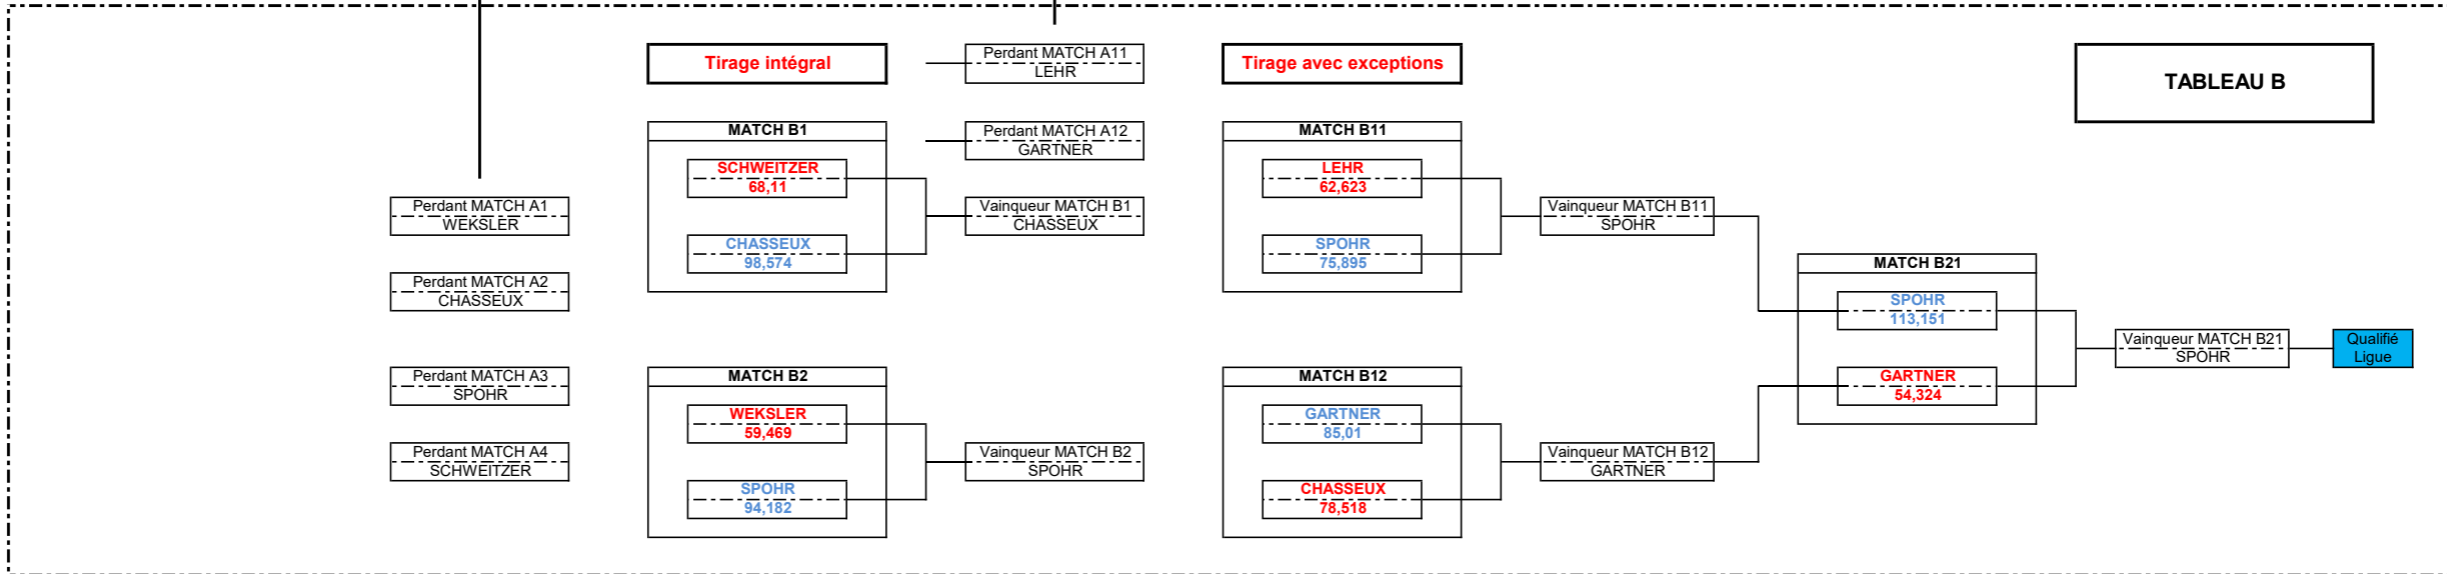 Tirage intégral
Perdant MATCH A11
LEHR
Tirage avec exceptions
TABLEAU B
MATCH B1
Perdant MATCH A12
GARTNER
MATCH B11
SCHWEITZER
68,11
LEHR
62,623
Perdant MATCH A1
WEKSLER
Vainqueur MATCH B1
CHASSEUX
Vainqueur MATCH B11
SPOHR
CHASSEUX
98,574
SPOHR
75,895
MATCH B21
Perdant MATCH A2
CHASSEUX
SPOHR
113,151
Vainqueur MATCH B21
SPOHR
Qualifié
Ligue
Perdant MATCH A3
SPOHR
MATCH B2
MATCH B12
GARTNER
54,324
WEKSLER
59,469
GARTNER
85,01
Perdant MATCH A4
SCHWEITZER
Vainqueur MATCH B2
SPOHR
Vainqueur MATCH B12
GARTNER
SPOHR
94,182
CHASSEUX
78,518